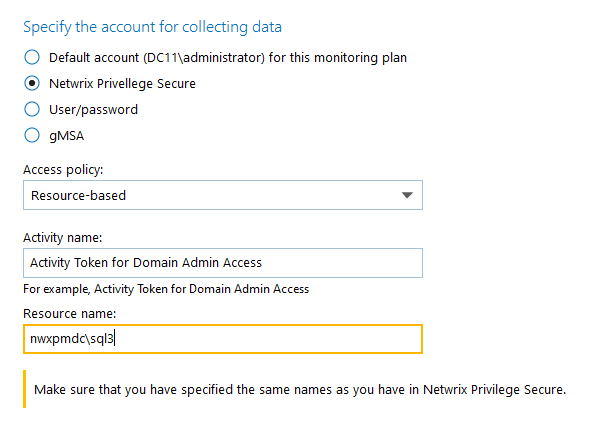 Specify the account for collecting data
Default account (DC11\administrator) for this monitoring plan
Netwrix Privellege Secure
User/password
gMSA
Access policy:
Resource-based
Activity name:
Activity Token for Domain Admin Access
For example, Activity Token for Domain Admin Access
Resource name:
nwxpmdc\sql3
Make sure that you have specified the same names as you have in Netwrix Privilege Secure.